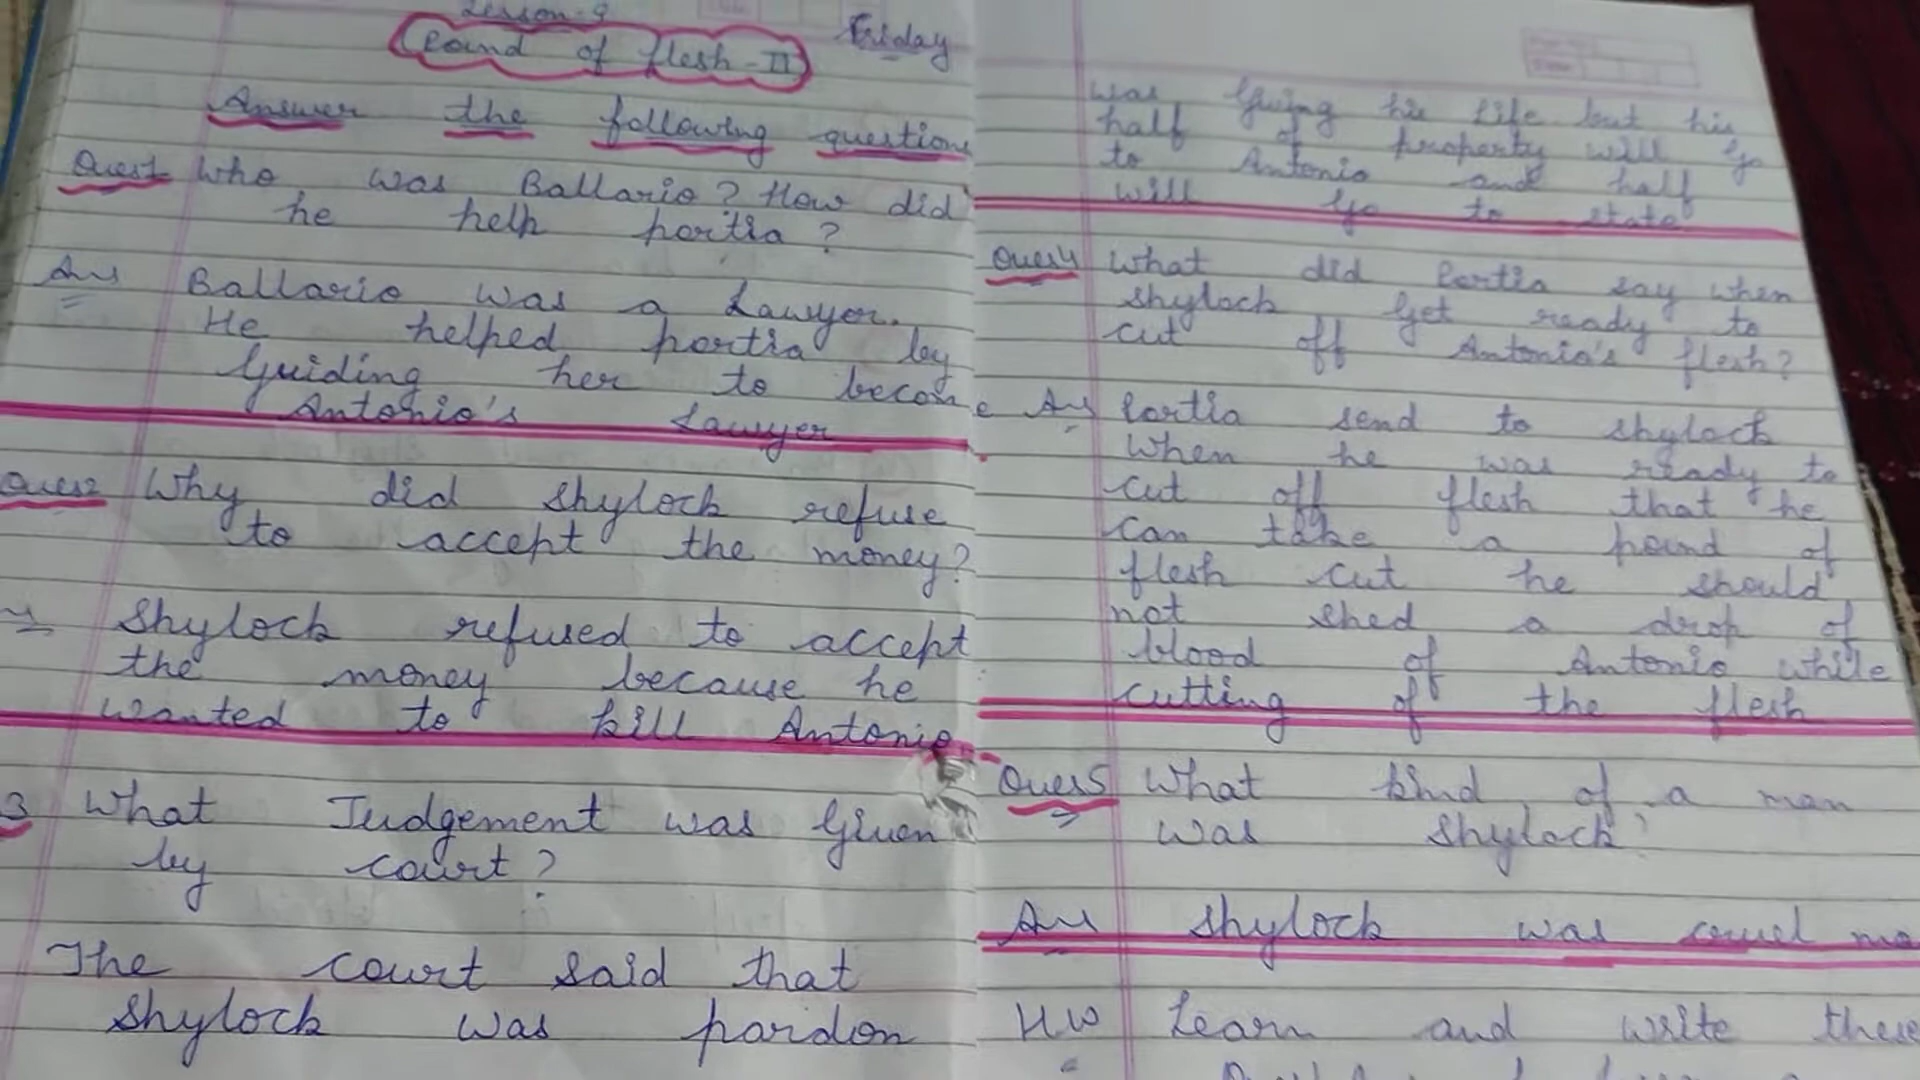 Lesson-9
Pound of flesh-II
Friday
Answer the following question
Ques1 Who was Ballario? How did
he help portia?
Ans Ballario was a Lawyer.
He helped portia by
Guiding her to become
Antonio's Lawyer
Ques2 Why did Shylock refuse
to accept the money?
Shylock refused to accept
the money because he
wanted to kill Antonio
3 What Judgement was Given
by court?
The court said that
Shylock was pardon
was Giving his life but his
half of property will go
to Antonio and half
will Go to state
Ques4 What did Portia say when
Shylock Get ready to
cut off Antonio's flesh?
Ans Portia send to shylock
when he was ready to
cut off flesh that he
can take a pound of
flesh cut he should
not shed a drop of
blood of Antonio while
cutting of the flesh
Ques5 What kind of a man
was Shylock?
Ans Shylock was cruel
HW Learn and write these